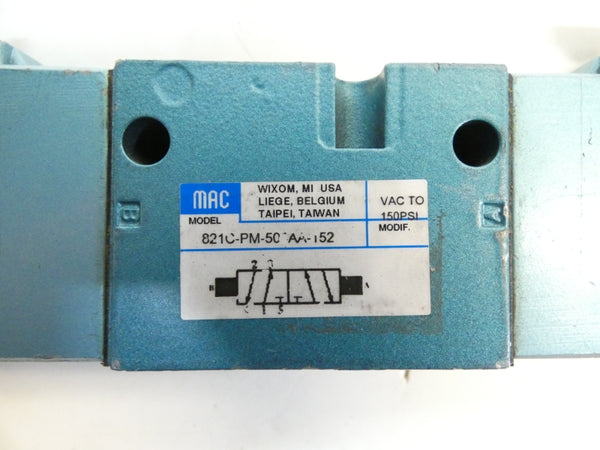 MAC
WIXOM, MI USA
LIEGE, BELGIUM
TAIPEI, TAIWAN
VAC TO
150PSI
MODEL
MODIF.
B
A
B
A